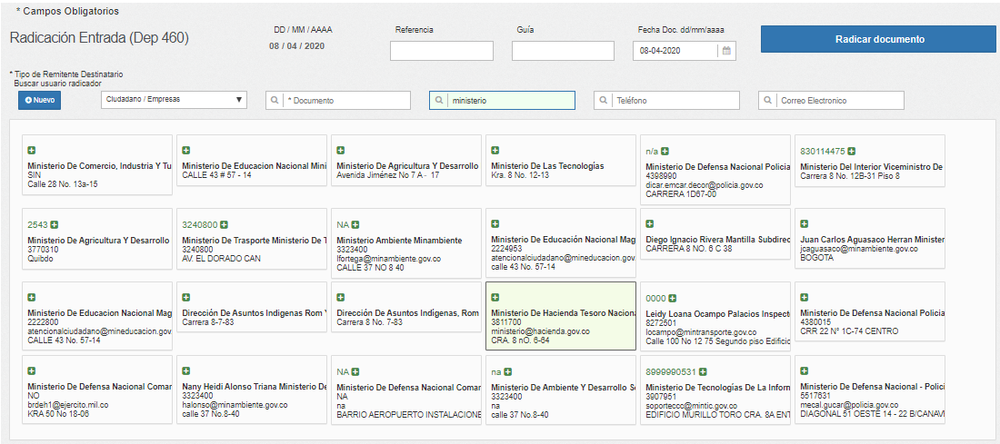 * Campos Obligatorios
Radicación Entrada (Dep 460)
DD / MM / AAAA
08 / 04 / 2020
Referencia
Guía
Fecha Doc. dd/mm/aaaa
08-04-2020
Radicar documento
* Tipo de Remitente Destinatario
Buscar usuario radicador
Nuevo
Ciudadano / Empresas
* Documento
ministerio
Teléfono
Correo Electronico
Ministerio De Comercio, Industria Y Tu
SIN
Calle 28 No. 13a-15
Ministerio De Educacion Nacional Mini
CALLE 43 # 57 - 14
Ministerio De Agricultura Y Desarrollo
Avenida Jiménez No 7 A - 17
Ministerio De Las Tecnologías
Kra. 8 No. 12-13
n/a
Ministerio De Defensa Nacional Policia
4398990
dicar.emcar.decor@policia.gov.co
CARRERA 1D67-00
830114475
Ministerio Del Interior Viceministro De
Carrera 8 No. 12B-31 Piso 8
2543
Ministerio De Agricultura Y Desarrollo
3770310
Quibdo
3240800
Ministerio De Trasporte Ministerio De T
3240800
AV. EL DORADO CAN
NA
Ministerio Ambiente Minambiente
3323400
lfortega@minambiente.gov.co
CALLE 37 NO 8 40
Ministerio De Educación Nacional Mag
2224953
atencionalciudadano@mineducacion.gov.
calle 43 No. 57-14
Diego Ignacio Rivera Mantilla Subdirec
CARRERA 8 NO. 6 C 38
Juan Carlos Aguasaco Herran Minister
jcaguasaco@minambiente.gov.co
BOGOTA
Ministerio De Educacion Nacional Mag
2222800
atencionalciudadano@mineducacion.gov.
CALLE 43 No. 57-14
Dirección De Asuntos Indigenas Rom Y
Carrera 8-7-83
Dirección De Asuntos Indígenas, Rom
Carrera 8 No. 7-83
Ministerio De Hacienda Tesoro Naciona
3811700
ministerio@hacienda.gov.co
CRA. 8 nO. 6-64
0000
Leidy Loana Ocampo Palacios Inspect
8272501
locampo@mintransporte.gov.co
Calle 100 No 12 75 Segundo piso Edificio
Ministerio De Defensa Nacional Policia
4380015
CRR 22 N° 1C-74 CENTRO
Ministerio De Defensa Nacional Comar
NO
brdeh1@ejercito.mil.co
KRA 50 No 18-06
Nany Heidi Alonso Triana Ministerio De
3323400
halonso@minambiente.gov.co
calle 37 No.8-40
NA
Ministerio De Defensa Nacional Comar
NA
na
BARRIO AEROPUERTO INSTALACIONE
na
Ministerio De Ambiente Y Desarrollo S
3323400
na
calle 37 No.8-40
8999990531
Ministerio De Tecnologías De La Inform
3907951
soportecco@mintic.gov.co
EDIFICIO MURILLO TORO CRA. 8A ENT
Ministerio De Defensa Nacional - Polici
5517631
mecal.gucar@policia.gov.co
DIAGONAL 51 OESTE 14 - 22 B/CANAV